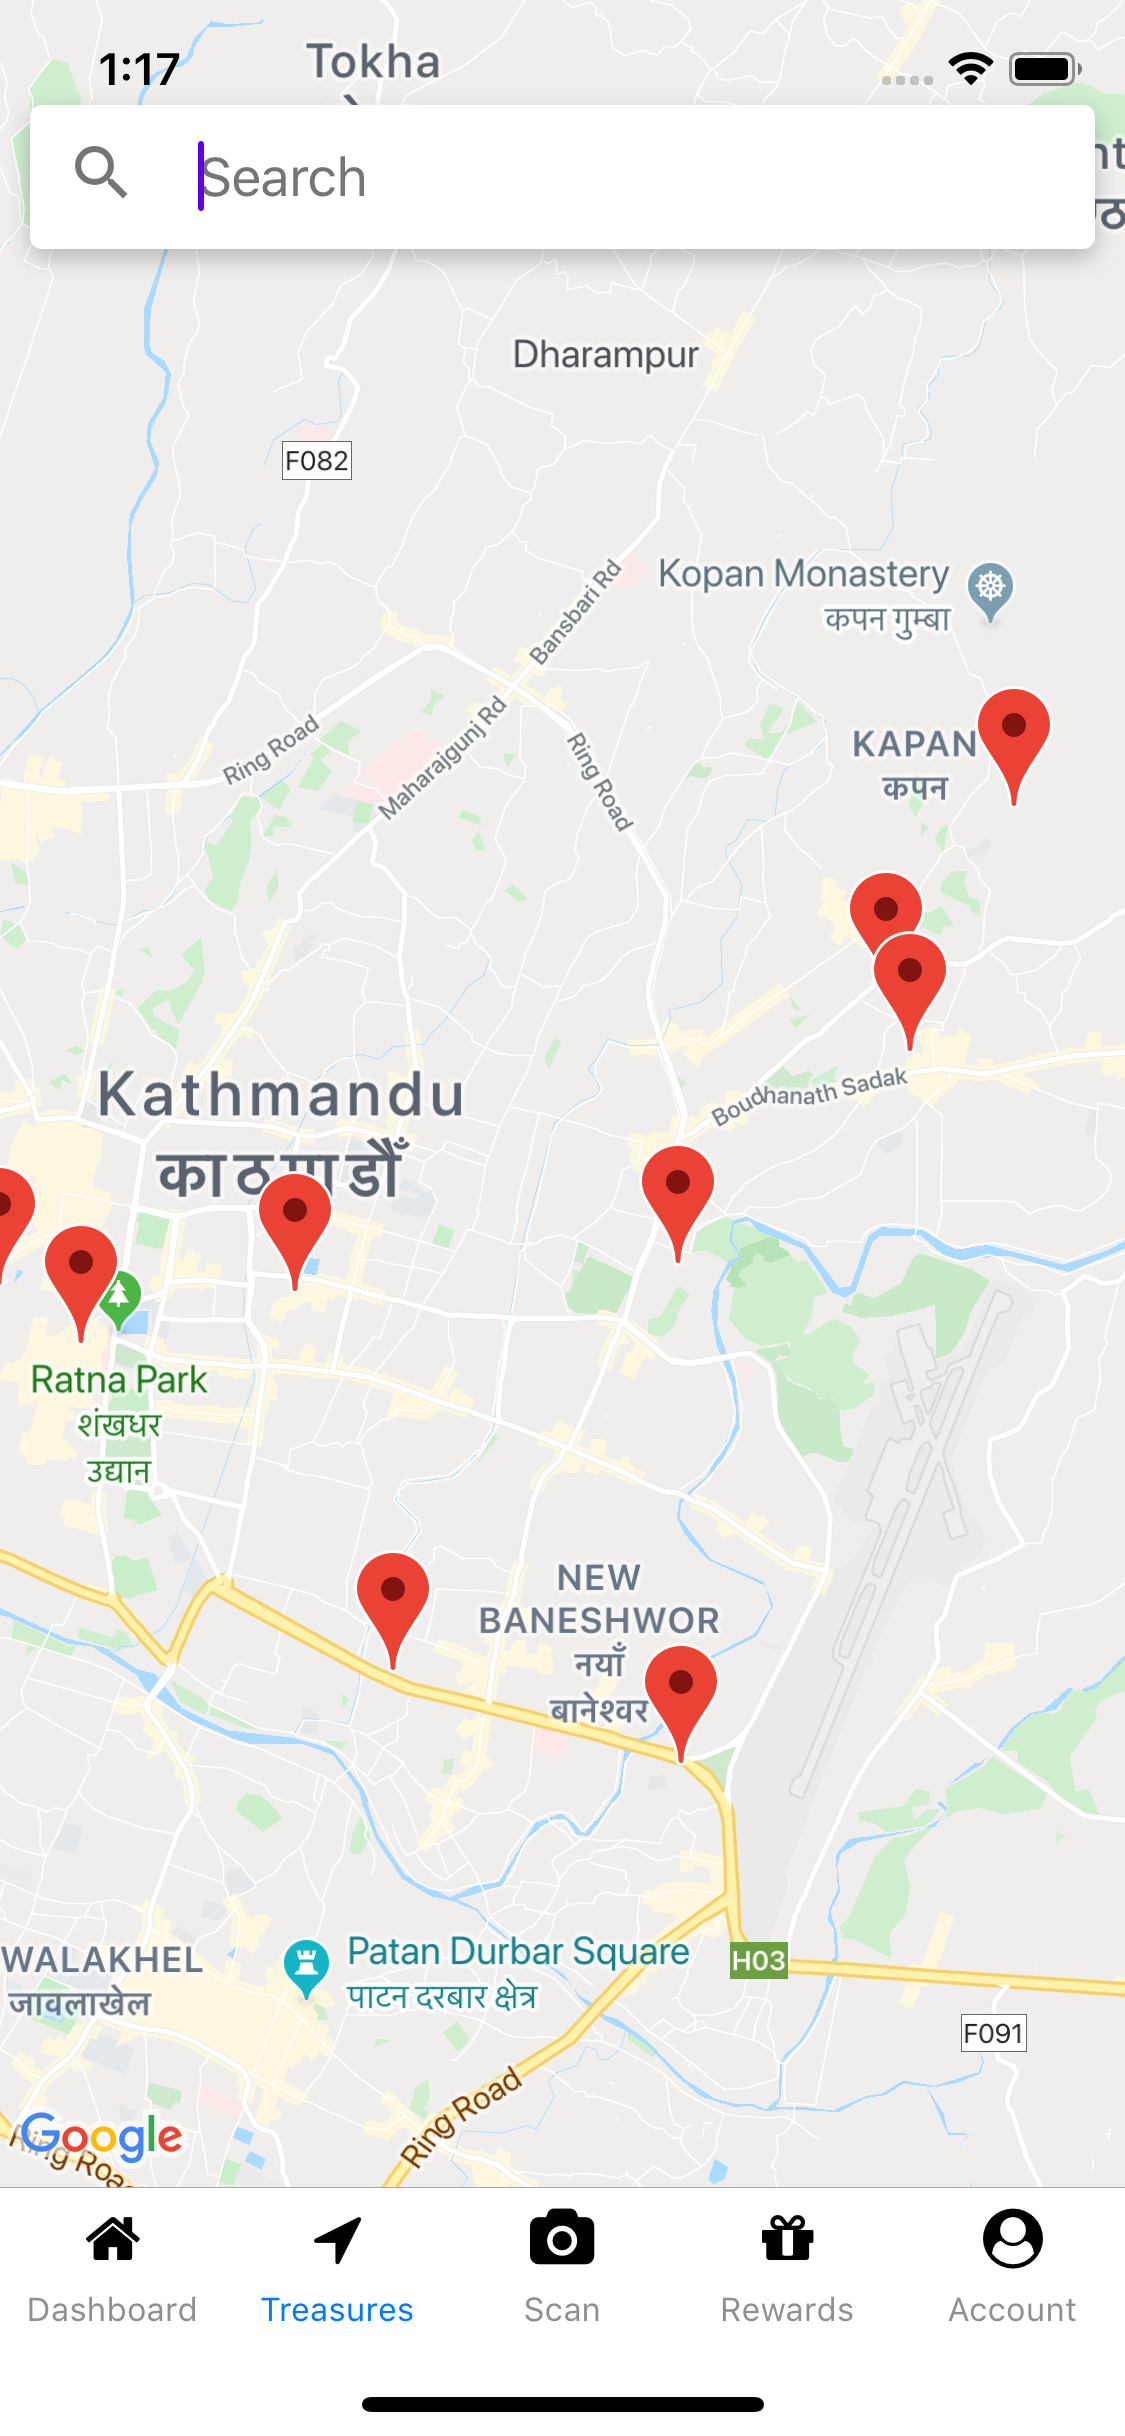 1:17
Tokha
Search
Dharampur
F082
Bansbari Rd
Kopan Monastery
कपन गुम्बा
Ring Road
Maharajgunj Rd
Ring Road
KAPAN
कपन
Boudhanath Sadak
Kathmandu
काठमाडौँ
Ratna Park
शंखधर
उद्यान
NEW
BANESHWOR
नयाँ
बानेश्वर
WALAKHEL
जावलाखेल
Patan Durbar Square
पाटन दरबार क्षेत्र
H03
F091
Ring Road
Google
Ring Roa
Dashboard
Treasures
Scan
Rewards
Account